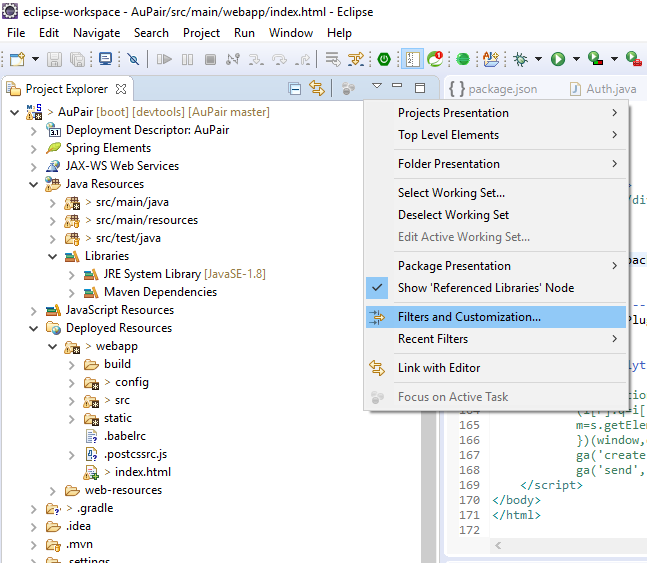 eclipse-workspace - AuPair/src/main/webapp/index.html - Eclipse
File Edit Navigate Search Project Run Window Help
Project Explorer
package.json
Auth.java
> AuPair [boot] [devtools] [AuPair master]
Deployment Descriptor: AuPair
Spring Elements
JAX-WS Web Services
Java Resources
> src/main/java
> src/main/resources
> src/test/java
Libraries
JRE System Library [JavaSE-1.8]
Maven Dependencies
JavaScript Resources
Deployed Resources
> webapp
build
> config
> src
static
.babelrc
> .postcssrc.js
> index.html
web-resources
> .gradle
.idea
.mvn
.settings
Projects Presentation
Top Level Elements
Folder Presentation
Select Working Set...
Deselect Working Set
Edit Active Working Set...
Package Presentation
Show 'Referenced Libraries' Node
Filters and Customization...
Recent Filters
Link with Editor
Focus on Active Task
164
165 m=s.getElem
166 })(window,
167 ga('create
168 ga('send',
169 </script>
170 </body>
171 </html>
172